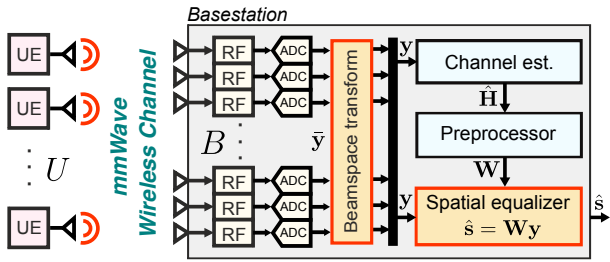 Basestation
UE
UE
U
UE
mmWave
Wireless Channel
RF
RF
RF
B
RF
RF
RF
ADC
ADC
ADC
ADC
ADC
ADC
ȳ
Beamspace transform
y
y
Channel est.
Ĥ
Preprocessor
W
Spatial equalizer
ŝ = Wy
ŝ